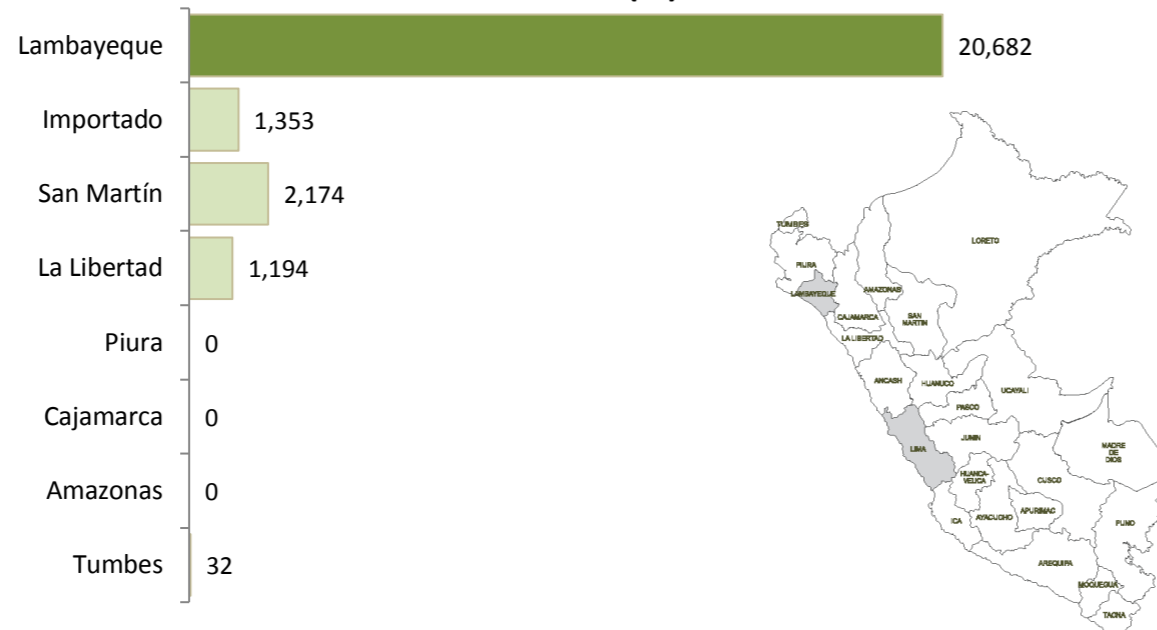 Lambayeque 20,682
Importado 1,353
San Martín 2,174
La Libertad 1,194
Piura 0
Cajamarca 0
Amazonas 0
Tumbes 32
TUMBES
LORETO
PIURA
LAMBAYEQUE
AMAZONAS
CAJAMARCA
SAN
MARTIN
LA LIBERTAD
ANCASH
HUANUCO
UCAYALI
PASCO
LIMA
JUNIN
MADRE
DE
DIOS
HUANCA-
VELICA
CUSCO
ICA
AYACUCHO
APURIMAC
PUNO
AREQUIPA
MOQUEGUA
TACNA